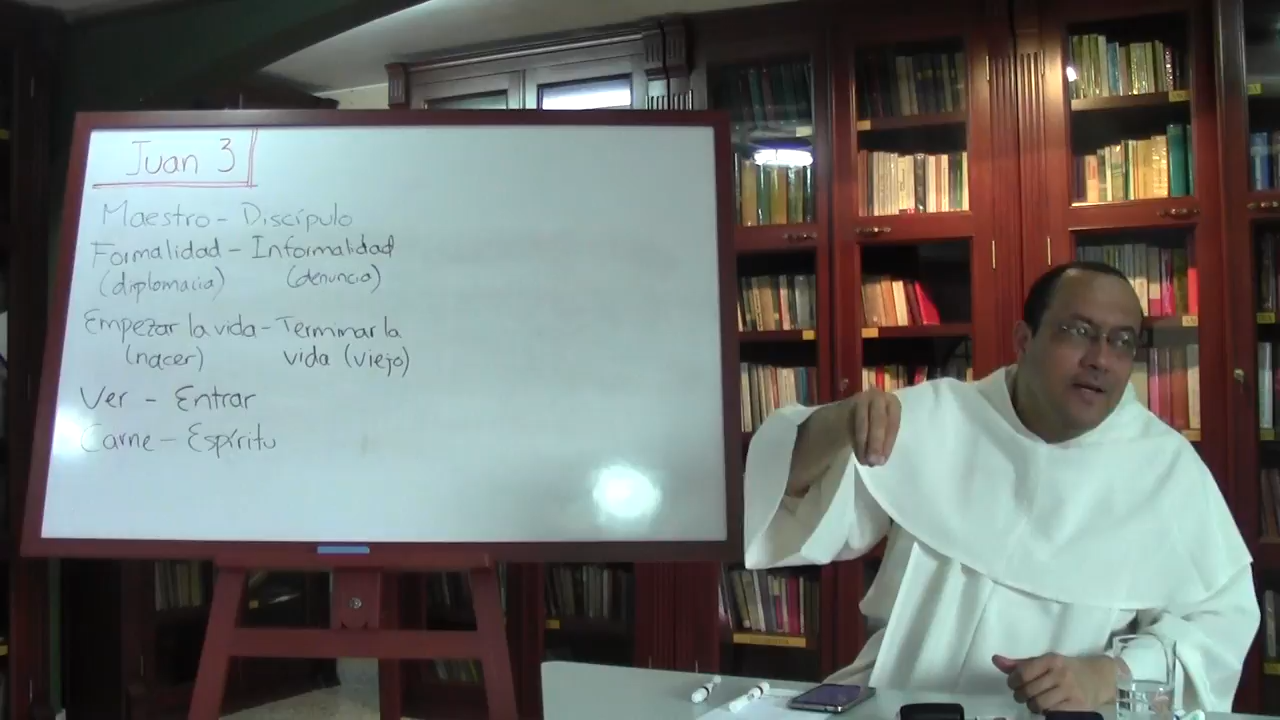 Juan 3
Maestro - Discípulo
Formalidad - Informalidad
(diplomacia) (denuncia)
Empezar la vida - Terminar la
(nacer) vida (viejo)
Ver - Entrar
Carne - Espíritu